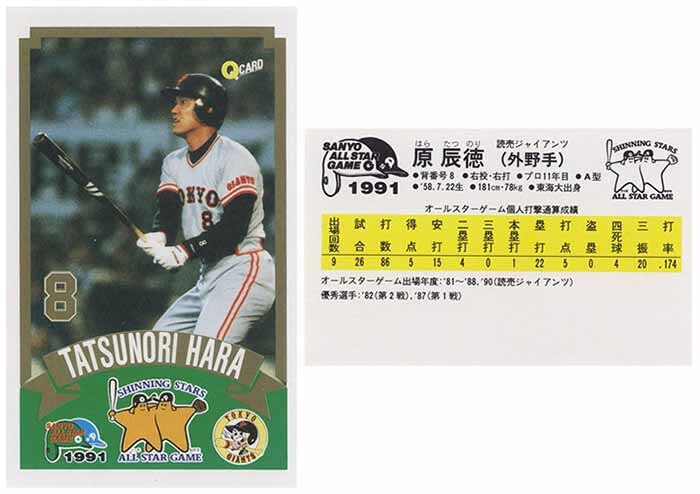 Q CARD
TOKYO
GIANTS
8
8
TATSUNORI HARA
SHINNING STARS
SANYO
ALL STAR
GAME
1991
ALL STAR GAME
TOKYO
GIANTS
SANYO
ALL STAR
GAME
1991
はら たつ のり
原 辰徳
読売ジャイアンツ
(外野手)
●背番号8 ●右投・右打 ●プロ11年目 ●A型
●'58.7.22生 ●181cm・78kg ●東海大出身
SHINNING STARS
ALL STAR GAME
オールスターゲーム個人打撃通算成績
出場回数 試合数 打数 得点 安打 二塁打 三塁打 本塁打 打点 盗塁 四死球 三振 打率
9 26 86 5 15 4 0 1 22 5 0 4 20 .174
オールスターゲーム出場年度:'81〜'88,'90(読売ジャイアンツ)
優秀選手:'82(第2戦),'87(第1戦)